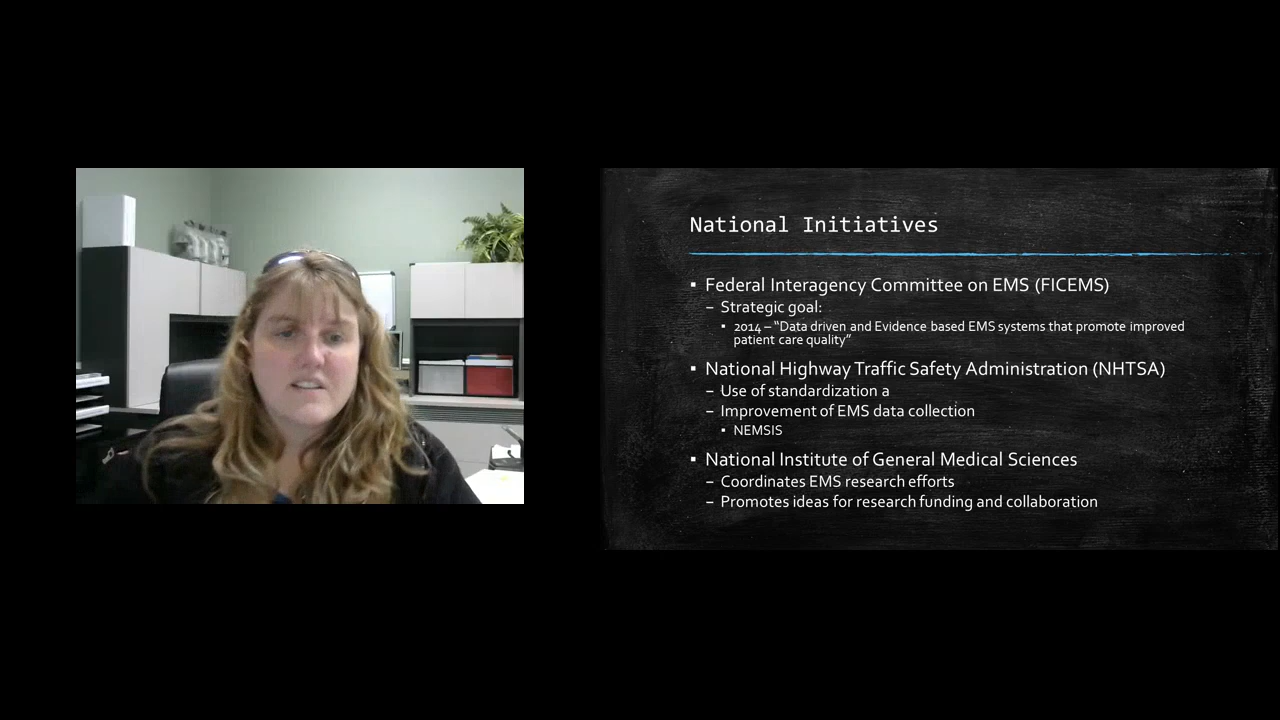 National Initiatives
▪ Federal Interagency Committee on EMS (FICEMS)
– Strategic goal:
▪ 2014 – “Data driven and Evidence based EMS systems that promote improved
patient care quality”
▪ National Highway Traffic Safety Administration (NHTSA)
– Use of standardization a
– Improvement of EMS data collection
▪ NEMSIS
▪ National Institute of General Medical Sciences
– Coordinates EMS research efforts
– Promotes ideas for research funding and collaboration